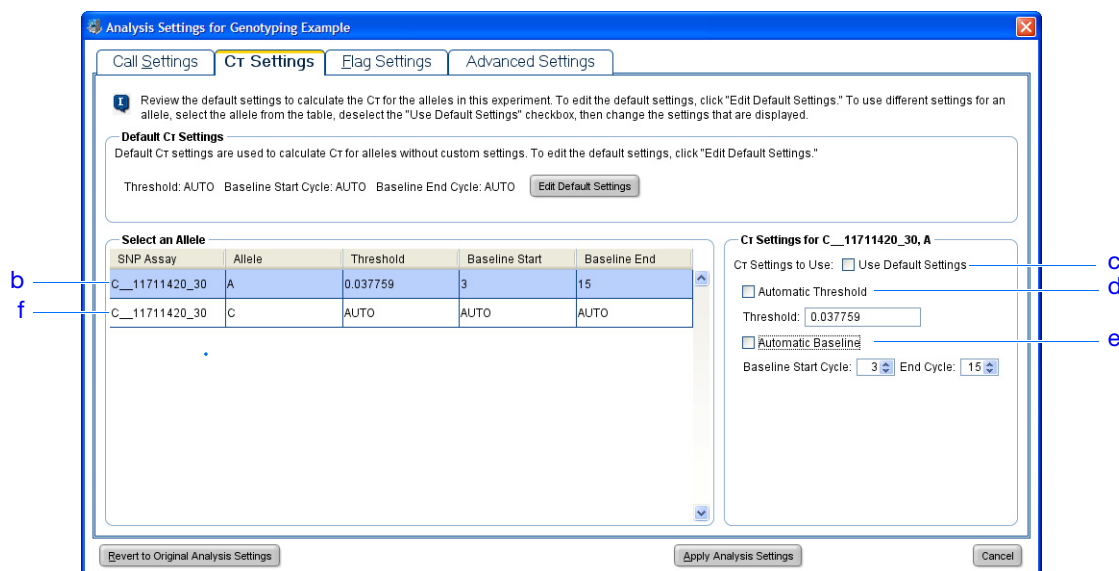 Analysis Settings for Genotyping Example
Call Settings
CT Settings
Flag Settings
Advanced Settings
Review the default settings to calculate the CT for the alleles in this experiment. To edit the default settings, click "Edit Default Settings." To use different settings for an
allele, select the allele from the table, deselect the "Use Default Settings" checkbox, then change the settings that are displayed.
Default CT Settings
Default CT settings are used to calculate CT for alleles without custom settings. To edit the default settings, click "Edit Default Settings."
Threshold: AUTO Baseline Start Cycle: AUTO Baseline End Cycle: AUTO Edit Default Settings
Select an Allele
SNP Assay Allele Threshold Baseline Start Baseline End
b C__11711420_30 A 0.037759 3 15
f C__11711420_30 C AUTO AUTO AUTO
CT Settings for C__11711420_30, A
CT Settings to Use: Use Default Settings c
Automatic Threshold d
Threshold: 0.037759
Automatic Baseline e
Baseline Start Cycle: 3 End Cycle: 15
Revert to Original Analysis Settings
Apply Analysis Settings
Cancel